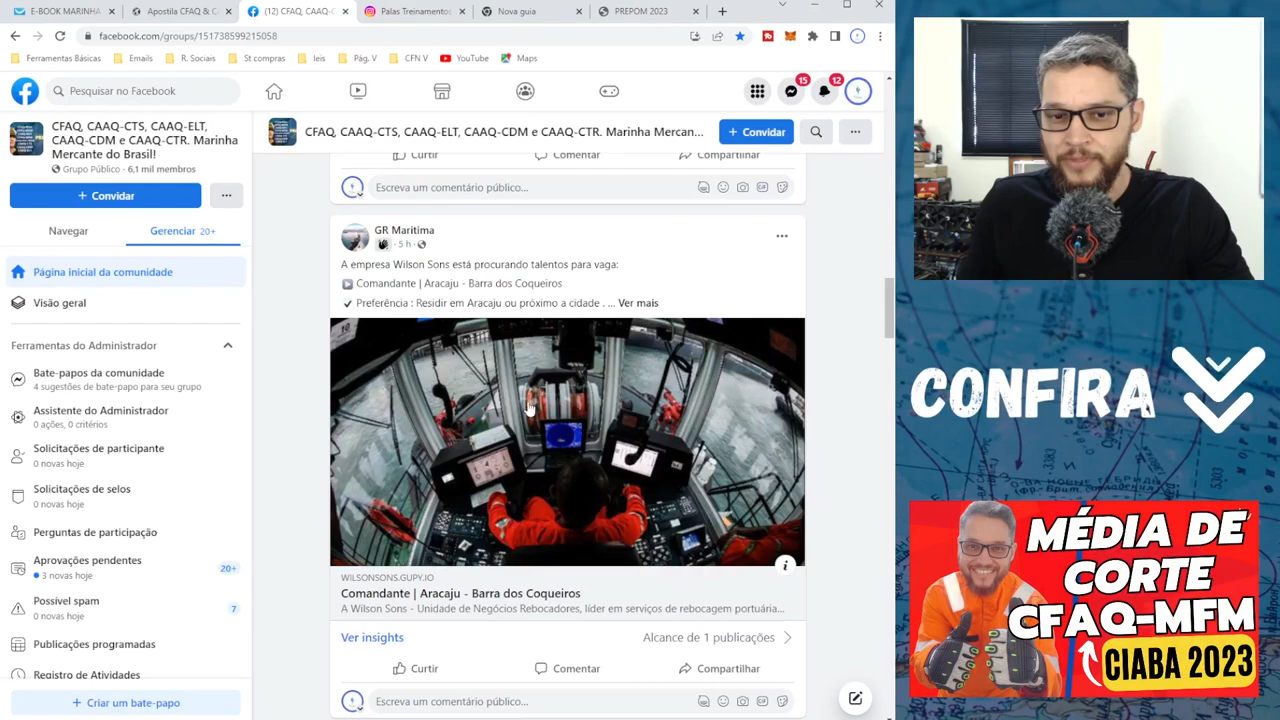 E-BOOK MARINHA
Apostila CFAQ & C
(12) CFAQ, CAAQ-C
Palas Treinamentos
Nova guia
PREPOM 2023
facebook.com/groups/151738599215058
Ferramentas Básicas
Emails
R. Sociais
St compras
leis
Pág. V
CFN V
YouTube
Maps
Pesquisar no Facebook
15
12
CFAQ, CAAQ-CTS, CAAQ-ELT,
CAAQ-CDM e CAAQ-CTR. Marinha
Mercante do Brasil!
Grupo Público · 6,1 mil membros
+ Convidar
Navegar
Gerenciar 20+
Página inicial da comunidade
Visão geral
Ferramentas do Administrador
Bate-papos da comunidade
4 sugestões de bate-papo para seu grupo
Assistente do Administrador
0 ações, 0 critérios
Solicitações de participante
0 novas hoje
Solicitações de selos
0 novas hoje
Perguntas de participação
Aprovações pendentes
3 novas hoje
20+
Possível spam
7
Publicações programadas
Registro de Atividades
+ Criar um bate-papo
CFAQ, CAAQ-CTS, CAAQ-ELT, CAAQ-CDM e CAAQ-CTR. Marinha Mercan...
+ Convidar
Curtir
Comentar
Compartilhar
Escreva um comentário público...
GR Maritima
· 5 h ·
A empresa Wilson Sons está procurando talentos para vaga:
Comandante | Aracaju - Barra dos Coqueiros
Preferência : Residir em Aracaju ou próximo a cidade . ... Ver mais
WILSONSONS.GUPY.IO
Comandante | Aracaju - Barra dos Coqueiros
A Wilson Sons - Unidade de Negócios Rebocadores, líder em serviços de rebocagem portuária...
Ver insights
Alcance de 1 publicações
Curtir
Comentar
Compartilhar
Escreva um comentário público...
CONFIRA
MÉDIA DE
CORTE
CFAQ-MFM
CIABA 2023